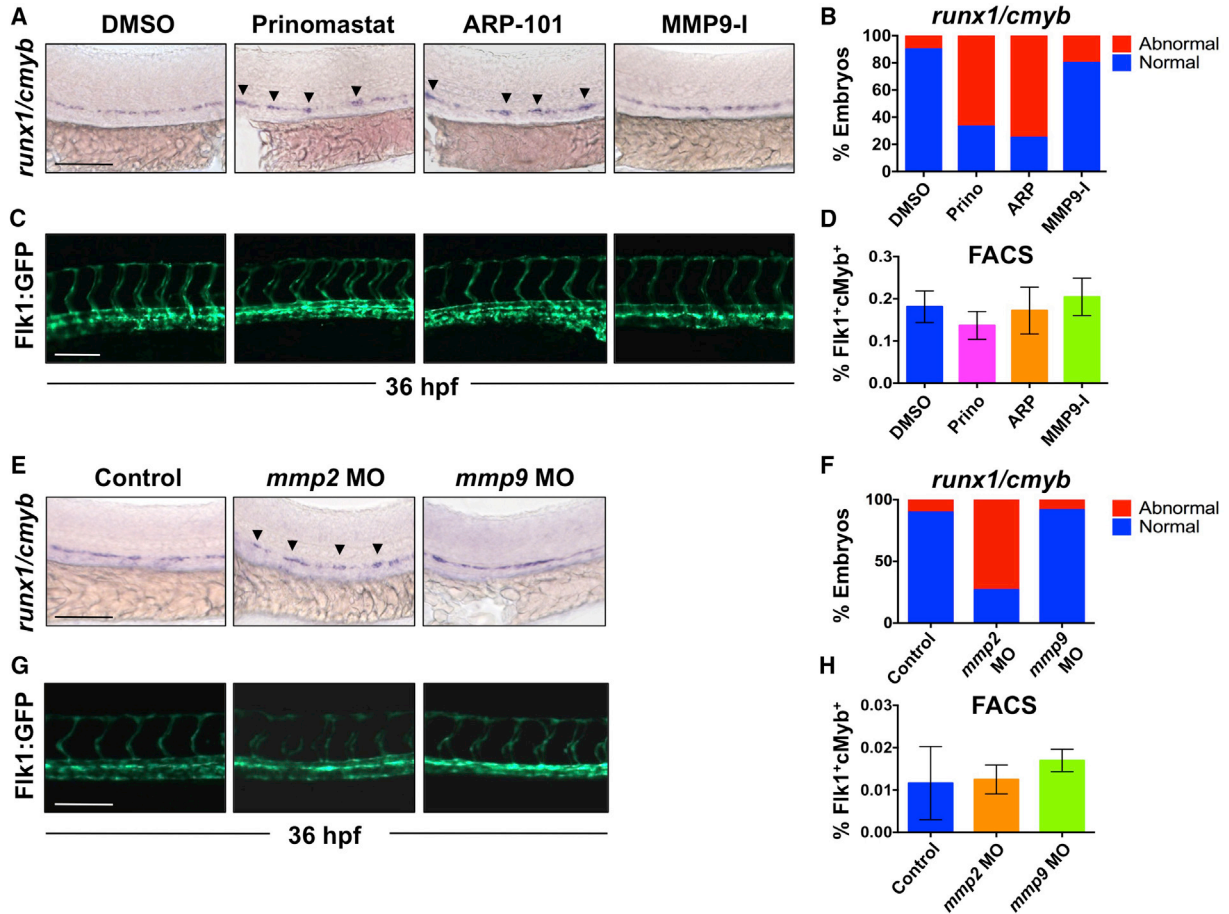 A
DMSO
Prinomastat
ARP-101
MMP9-I
runx1/cmyb
B
runx1/cmyb
% Embryos
100
80
60
40
20
0
DMSO
Prino
ARP
MMP9-I
Abnormal
Normal
C
Flk1:GFP
36 hpf
D
FACS
% Flk1+cMyb+
0.3
0.2
0.1
0.0
DMSO
Prino
ARP
MMP9-I
E
Control
mmp2 MO
mmp9 MO
runx1/cmyb
F
runx1/cmyb
% Embryos
100
50
0
Control
mmp2
MO
mmp9
MO
Abnormal
Normal
G
Flk1:GFP
36 hpf
H
FACS
% Flk1+cMyb+
0.03
0.02
0.01
0.00
Control
mmp2 MO
mmp9 MO